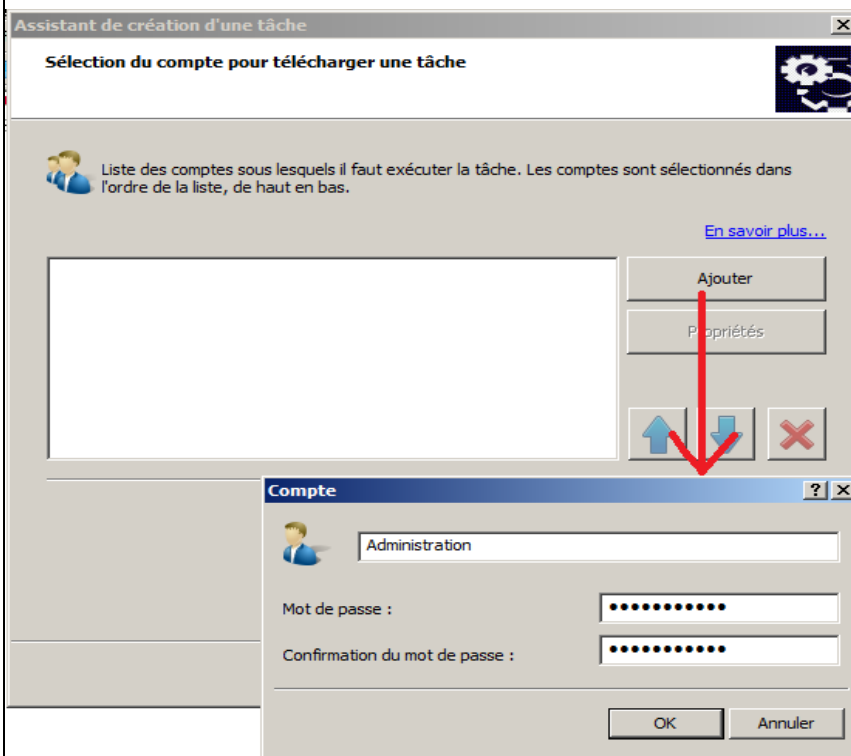 Assistant de création d'une tâche
Sélection du compte pour télécharger une tâche
Liste des comptes sous lesquels il faut exécuter la tâche. Les comptes sont sélectionnés dans
l'ordre de la liste, de haut en bas.
En savoir plus...
Ajouter
Propriétés
Compte
Administration
Mot de passe :
Confirmation du mot de passe :
OK
Annuler